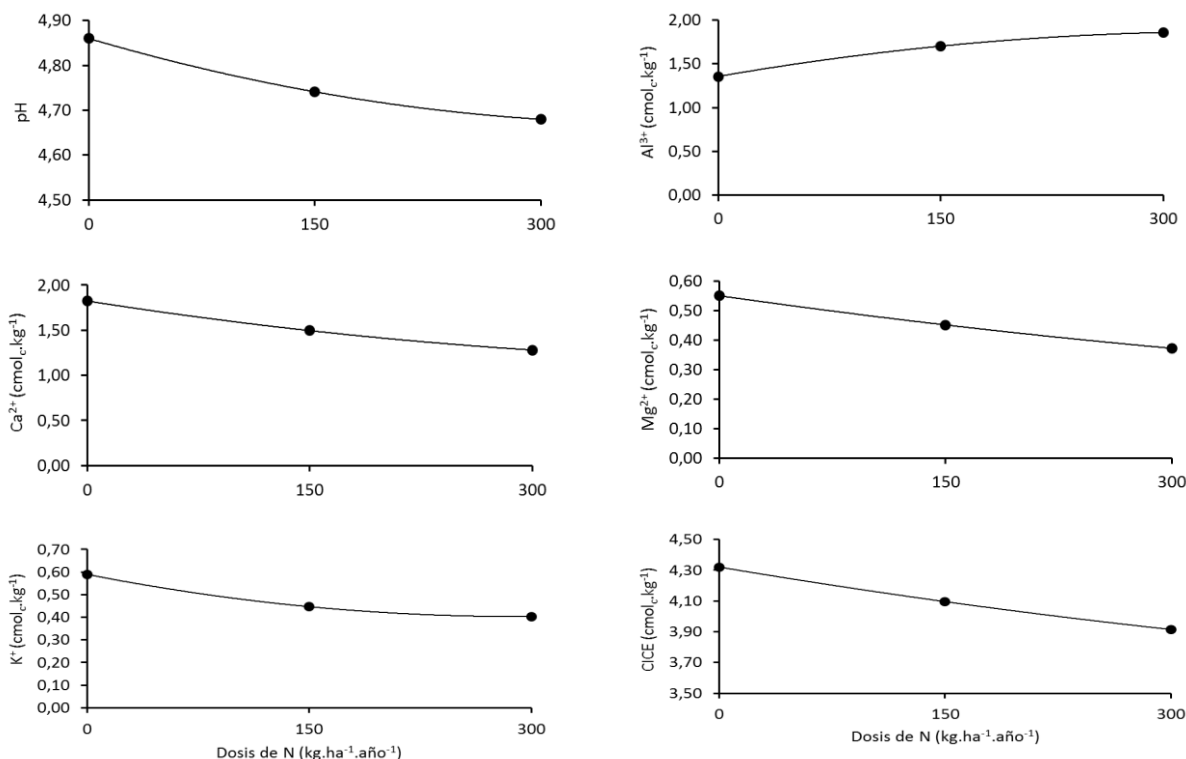 pH
4,90
4,80
4,70
4,60
4,50
0 150 300
Al³⁺ (cmol꜀.kg⁻¹)
2,00
1,50
1,00
0,50
0,00
0 150 300
Ca²⁺ (cmol꜀.kg⁻¹)
2,00
1,50
1,00
0,50
0,00
0 150 300
Mg²⁺ (cmol꜀.kg⁻¹)
0,60
0,50
0,40
0,30
0,20
0,10
0,00
0 150 300
K⁺ (cmol꜀.kg⁻¹)
0,70
0,60
0,50
0,40
0,30
0,20
0,10
0,00
0 150 300
Dosis de N (kg.ha⁻¹.año⁻¹)
CICE (cmol꜀.kg⁻¹)
4,50
4,30
4,10
3,90
3,70
3,50
0 150 300
Dosis de N (kg.ha⁻¹.año⁻¹)